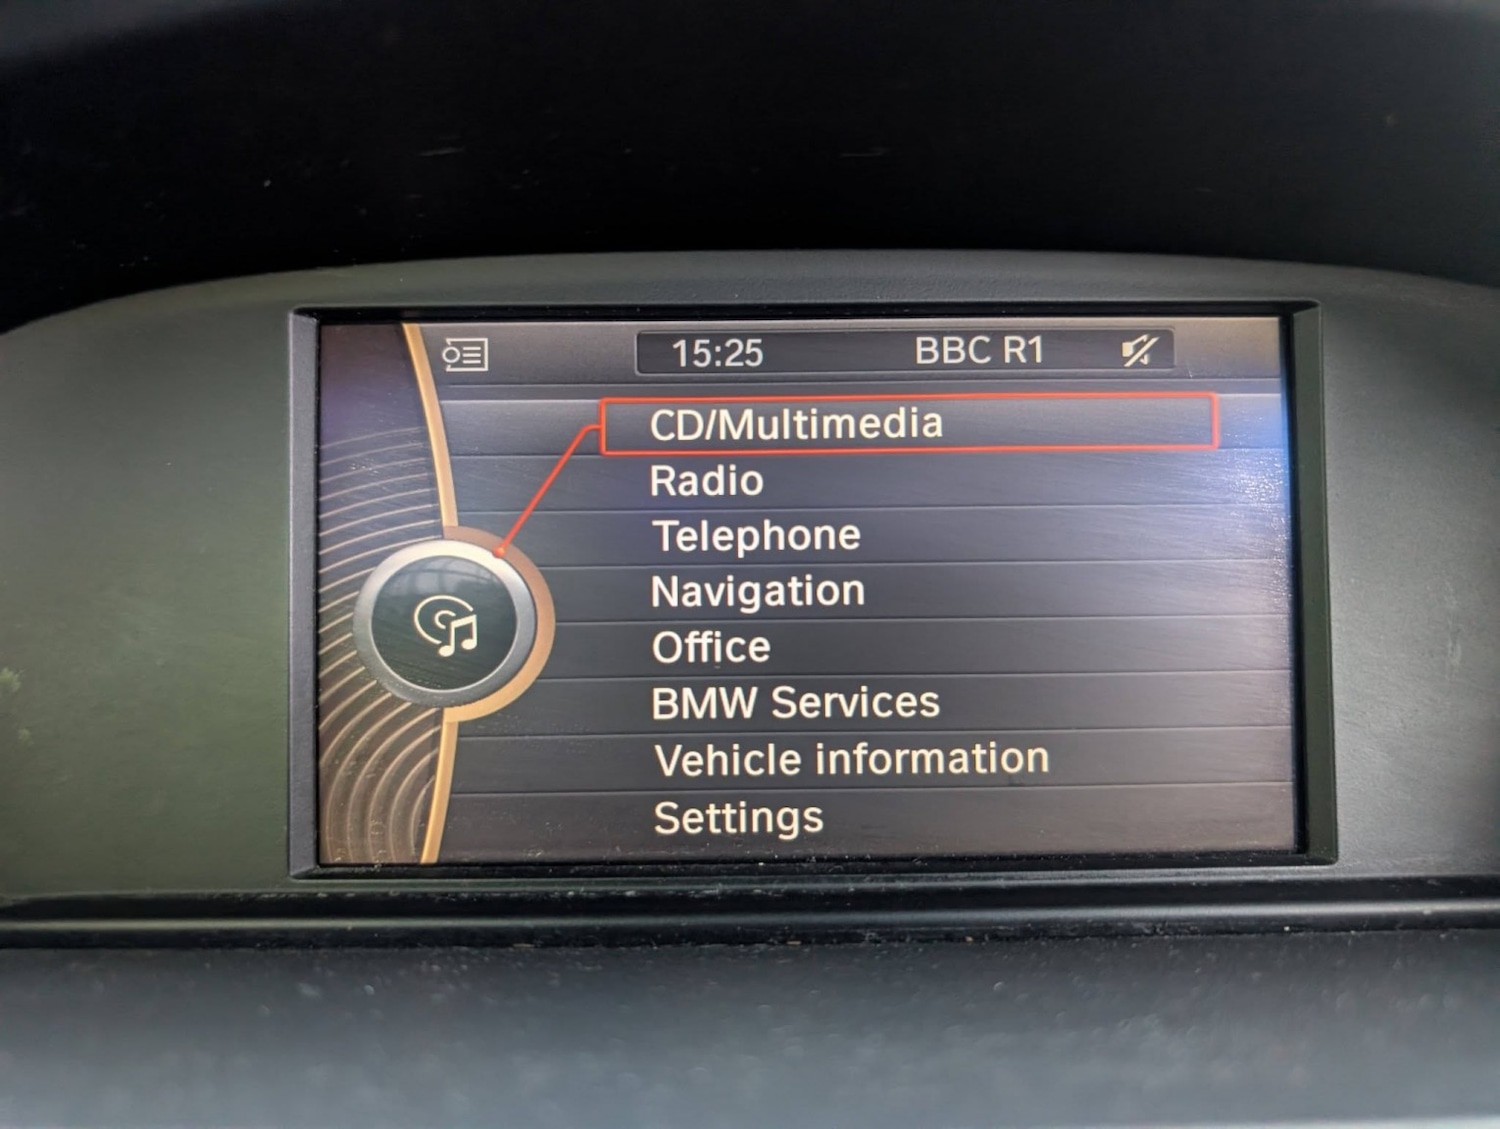 15:25 BBC R1
CD/Multimedia
Radio
Telephone
Navigation
Office
BMW Services
Vehicle information
Settings